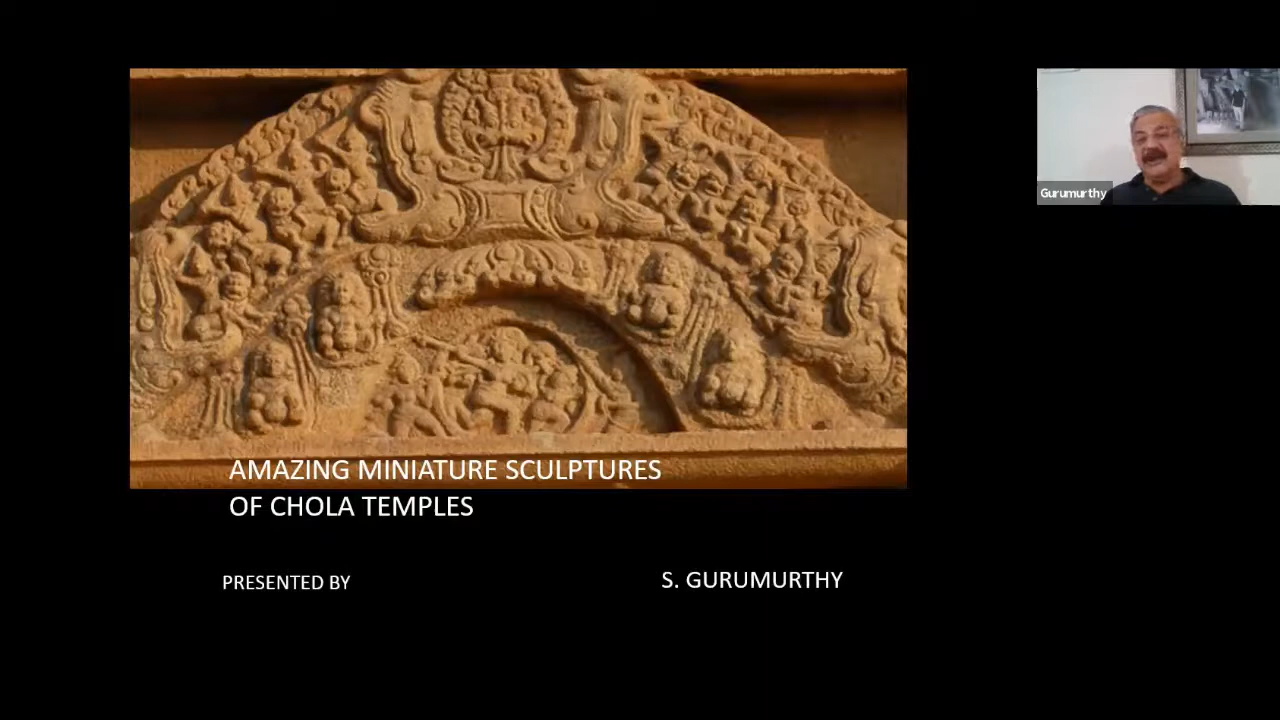 Gurumurthy
AMAZING MINIATURE SCULPTURES
OF CHOLA TEMPLES
PRESENTED BY
S. GURUMURTHY